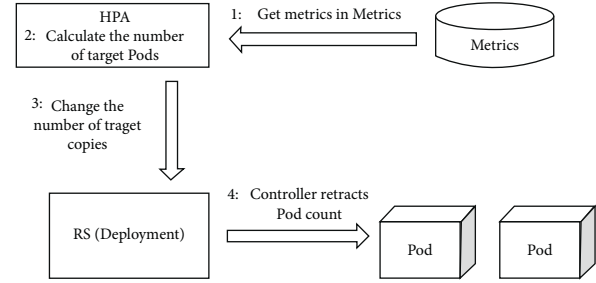 HPA
2: Calculate the number
of target Pods
1: Get metrics in Metrics
Metrics
3: Change the
number of traget
copies
RS (Deployment)
4: Controller retracts
Pod count
Pod
Pod